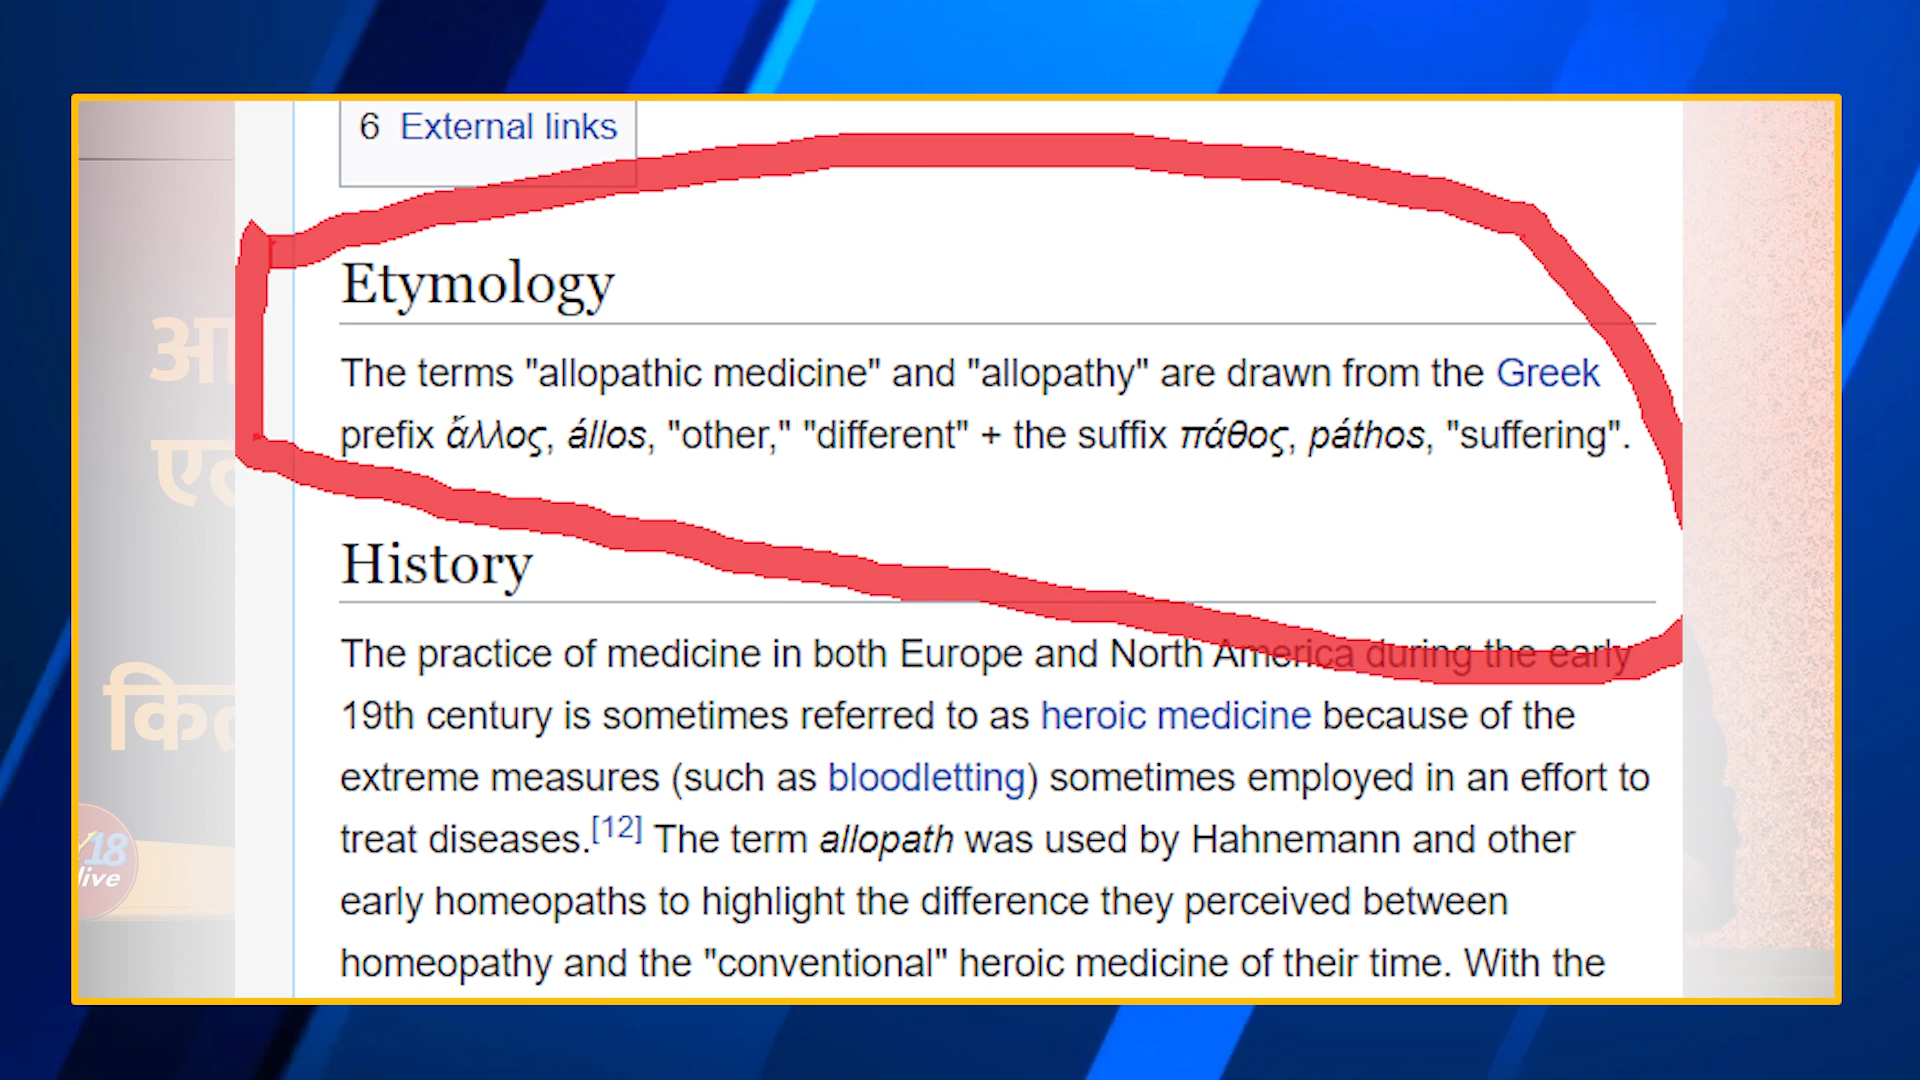 6 External links
Etymology
The terms "allopathic medicine" and "allopathy" are drawn from the Greek
prefix ἄλλος, állos, "other," "different" + the suffix πάθος, páthos, "suffering".
History
The practice of medicine in both Europe and North America during the early
19th century is sometimes referred to as heroic medicine because of the
extreme measures (such as bloodletting) sometimes employed in an effort to
treat diseases.[12] The term allopath was used by Hahnemann and other
early homeopaths to highlight the difference they perceived between
homeopathy and the "conventional" heroic medicine of their time. With the
18
live